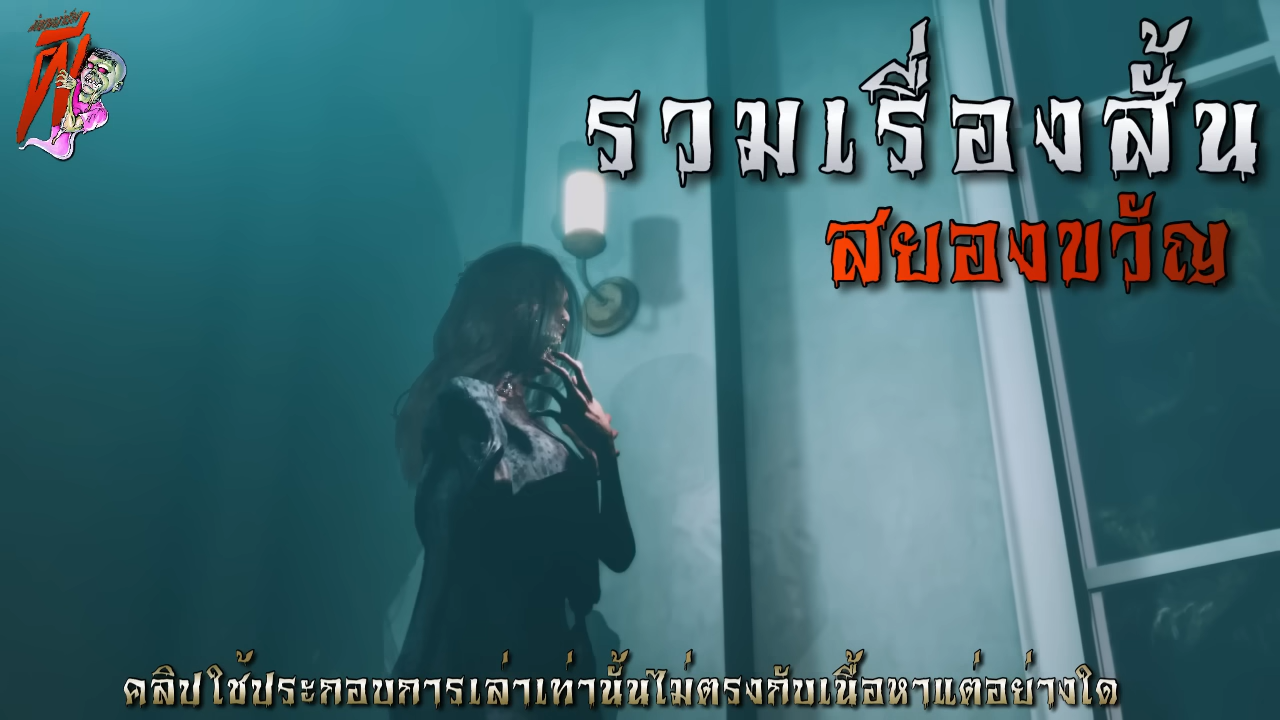 ผี
รวมเรื่องสั้น
สยองขวัญ
คลิปใช้ประกอบการเล่าเท่านั้นไม่ตรงกับเนื้อหาแต่อย่างใด